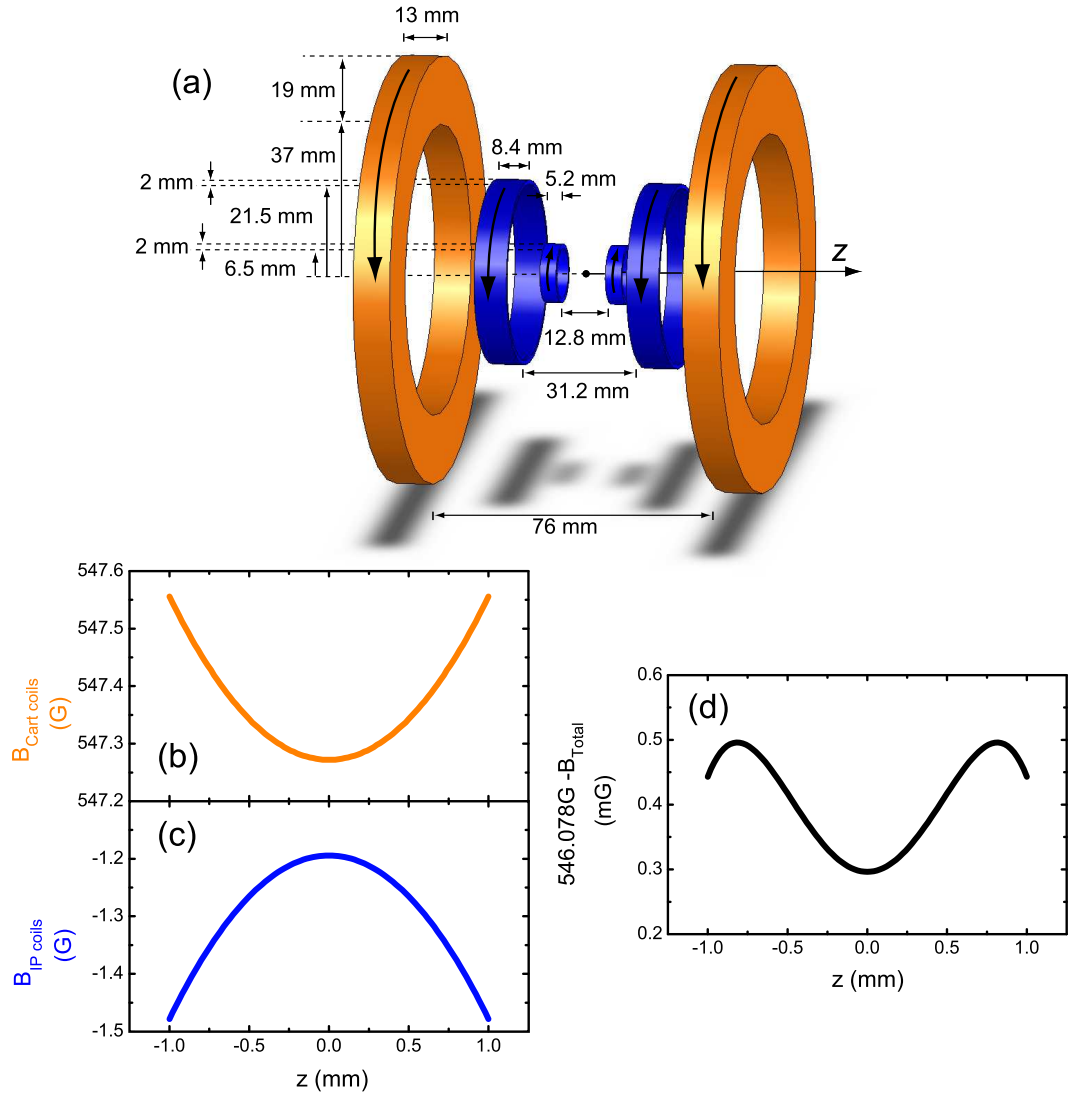 13 mm
(a)
19 mm
37 mm
8.4 mm
2 mm
5.2 mm
21.5 mm
2 mm
6.5 mm
z
12.8 mm
31.2 mm
76 mm
547.6
547.5
547.4
547.3
547.2
B_Cart coils
(G)
(b)
-1.2
-1.3
-1.4
-1.5
B_IP coils
(G)
(c)
-1.0 -0.5 0.0 0.5 1.0
z (mm)
0.6
0.5
0.4
0.3
0.2
546.078G -B_Total
(mG)
(d)
-1.0 -0.5 0.0 0.5 1.0
z (mm)